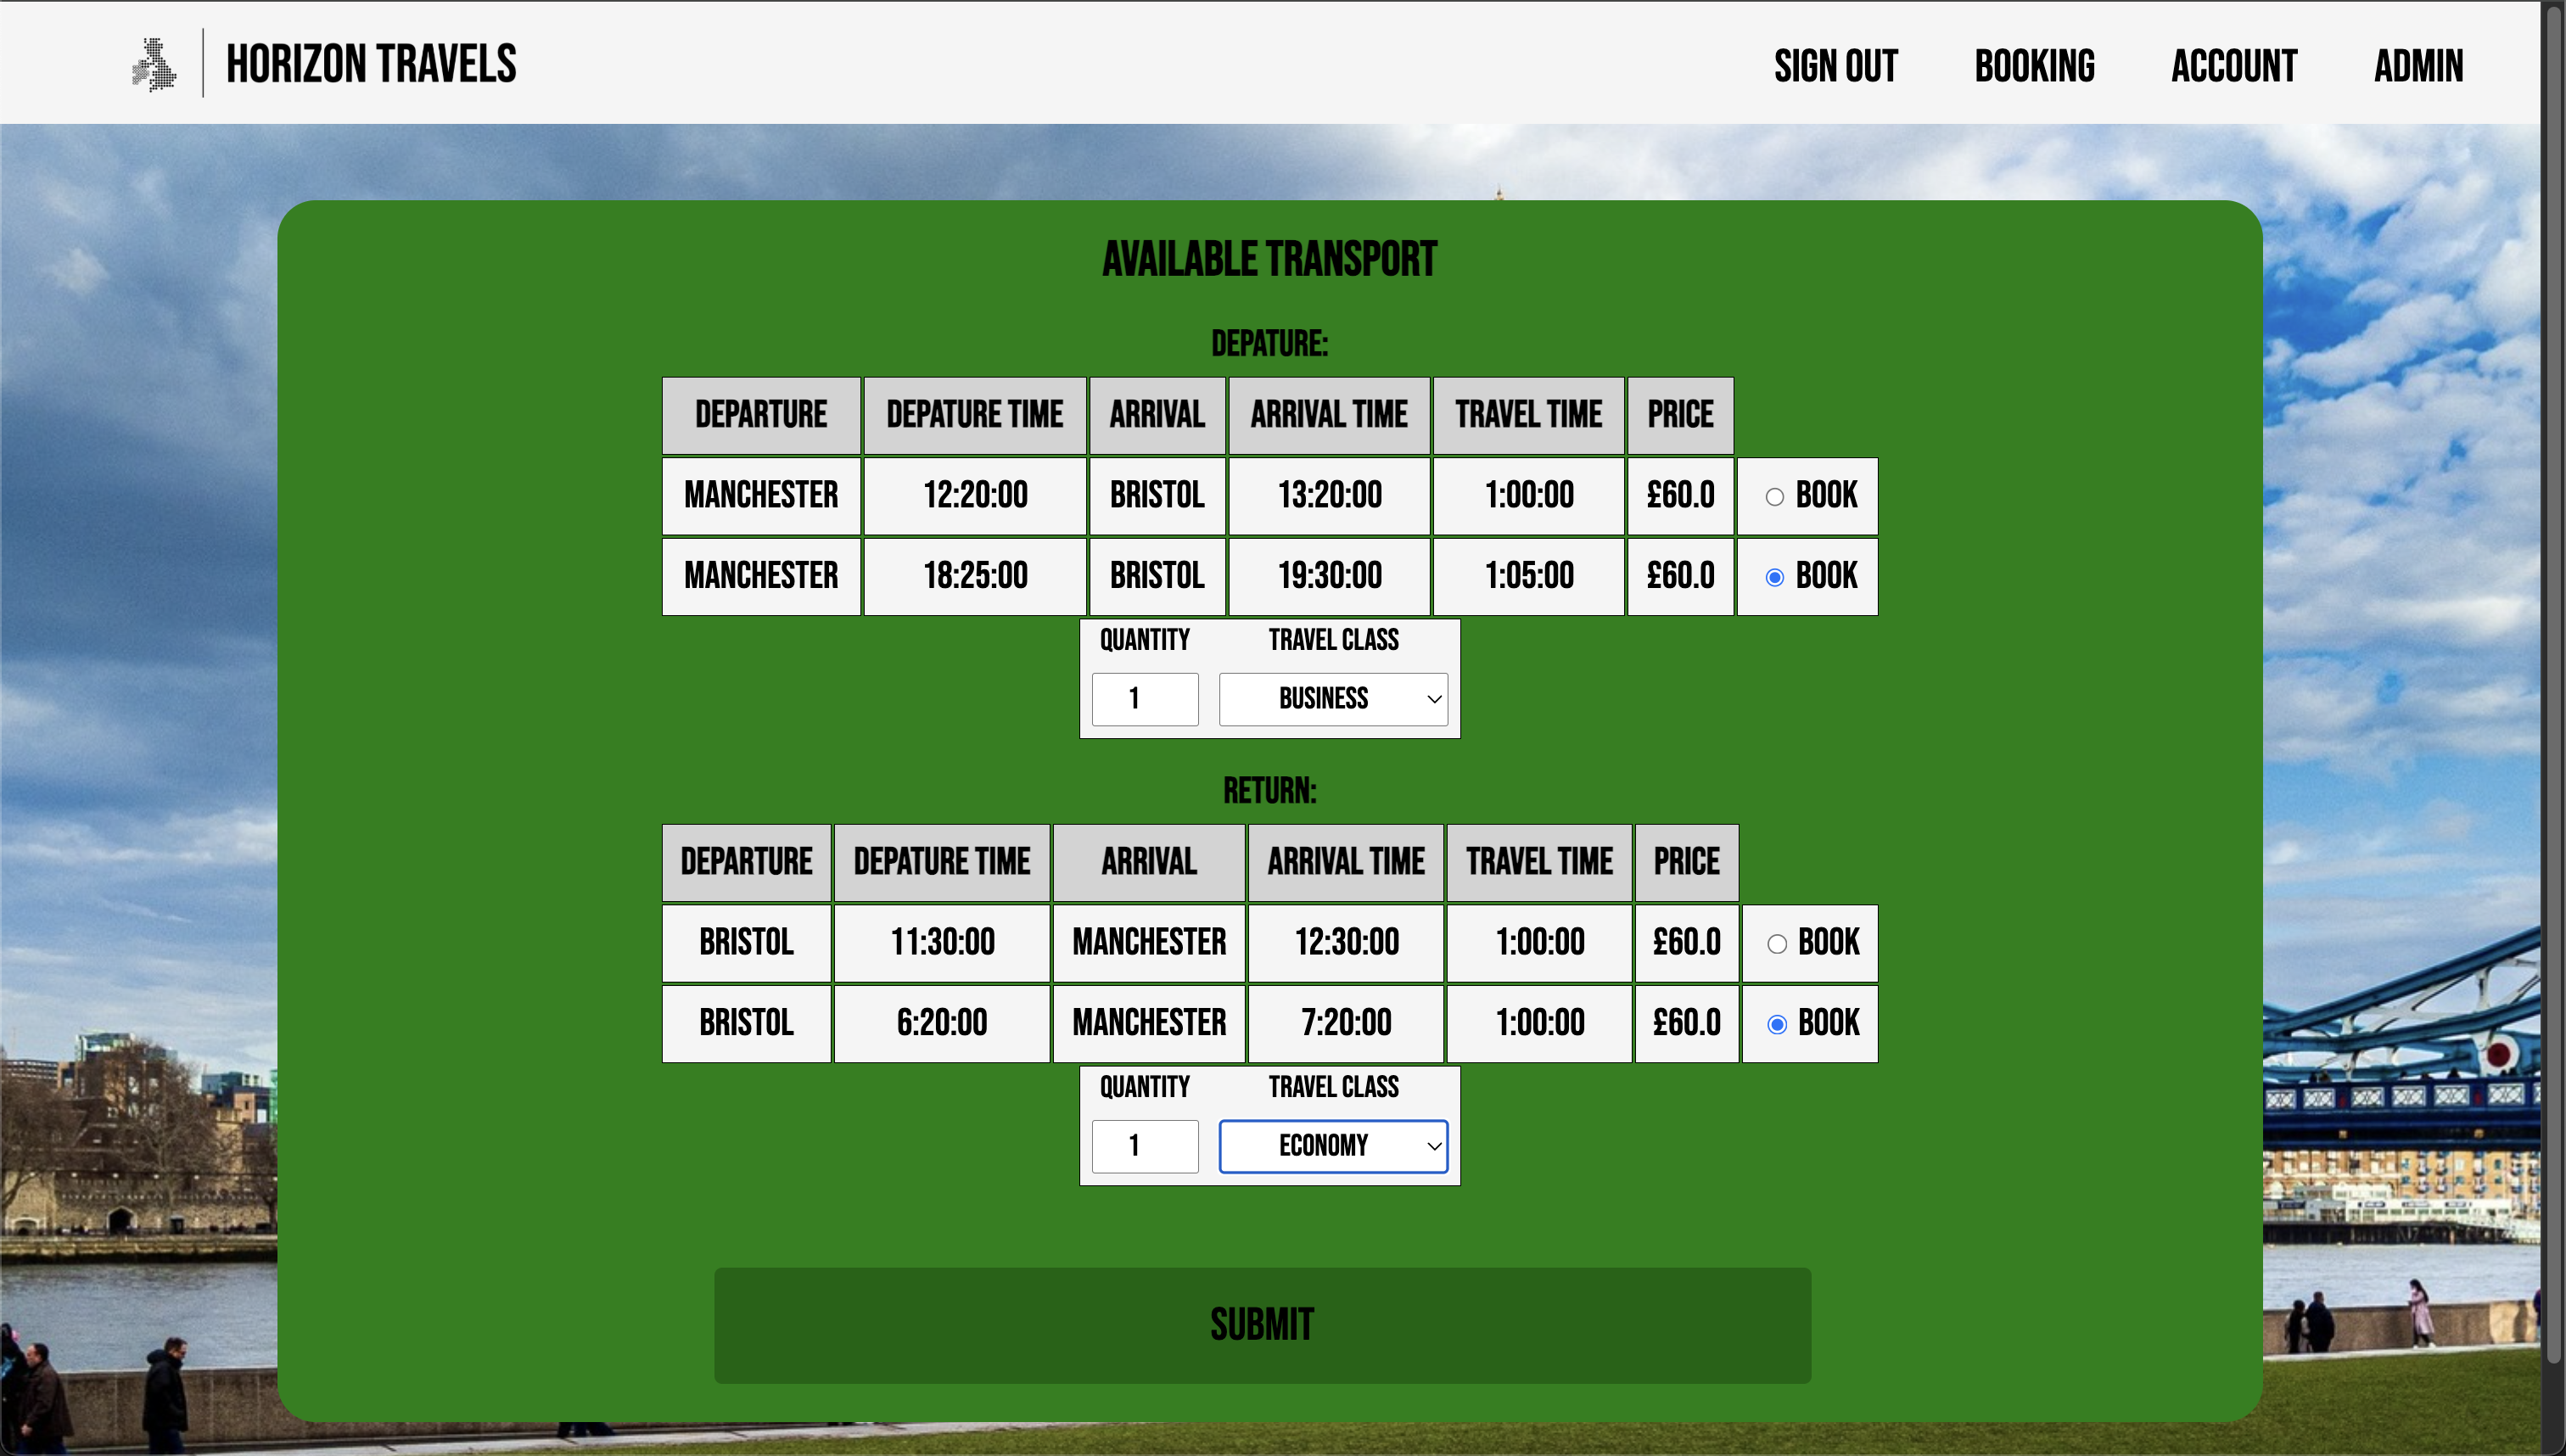 HORIZON TRAVELS SIGN OUT BOOKING ACCOUNT ADMIN
AVAILABLE TRANSPORT
DEPATURE:
DEPARTURE DEPATURE TIME ARRIVAL ARRIVAL TIME TRAVEL TIME PRICE
MANCHESTER 12:20:00 BRISTOL 13:20:00 1:00:00 £60.0 BOOK
MANCHESTER 18:25:00 BRISTOL 19:30:00 1:05:00 £60.0 BOOK
QUANTITY TRAVEL CLASS
1 BUSINESS
RETURN:
DEPARTURE DEPATURE TIME ARRIVAL ARRIVAL TIME TRAVEL TIME PRICE
BRISTOL 11:30:00 MANCHESTER 12:30:00 1:00:00 £60.0 BOOK
BRISTOL 6:20:00 MANCHESTER 7:20:00 1:00:00 £60.0 BOOK
QUANTITY TRAVEL CLASS
1 ECONOMY
SUBMIT